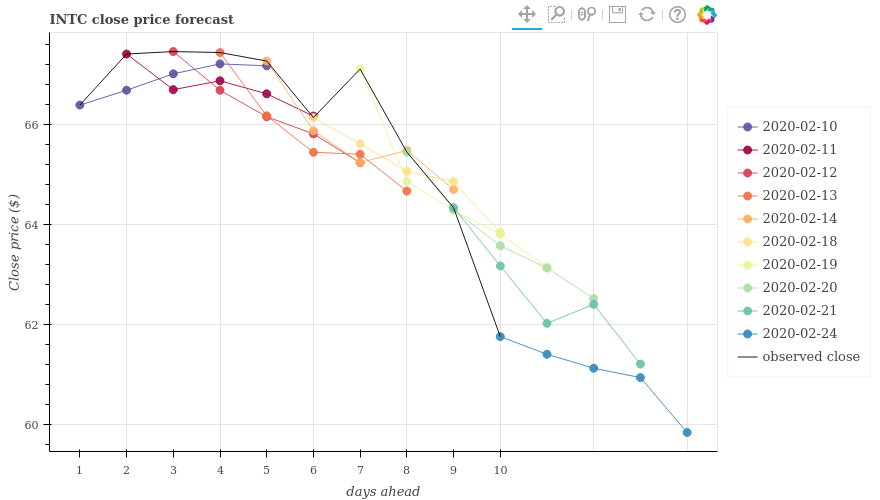 INTC close price forecast
66
64
62
60
Close price ($)
1 2 3 4 5 6 7 8 9 10
days ahead
2020-02-10
2020-02-11
2020-02-12
2020-02-13
2020-02-14
2020-02-18
2020-02-19
2020-02-20
2020-02-21
2020-02-24
observed close